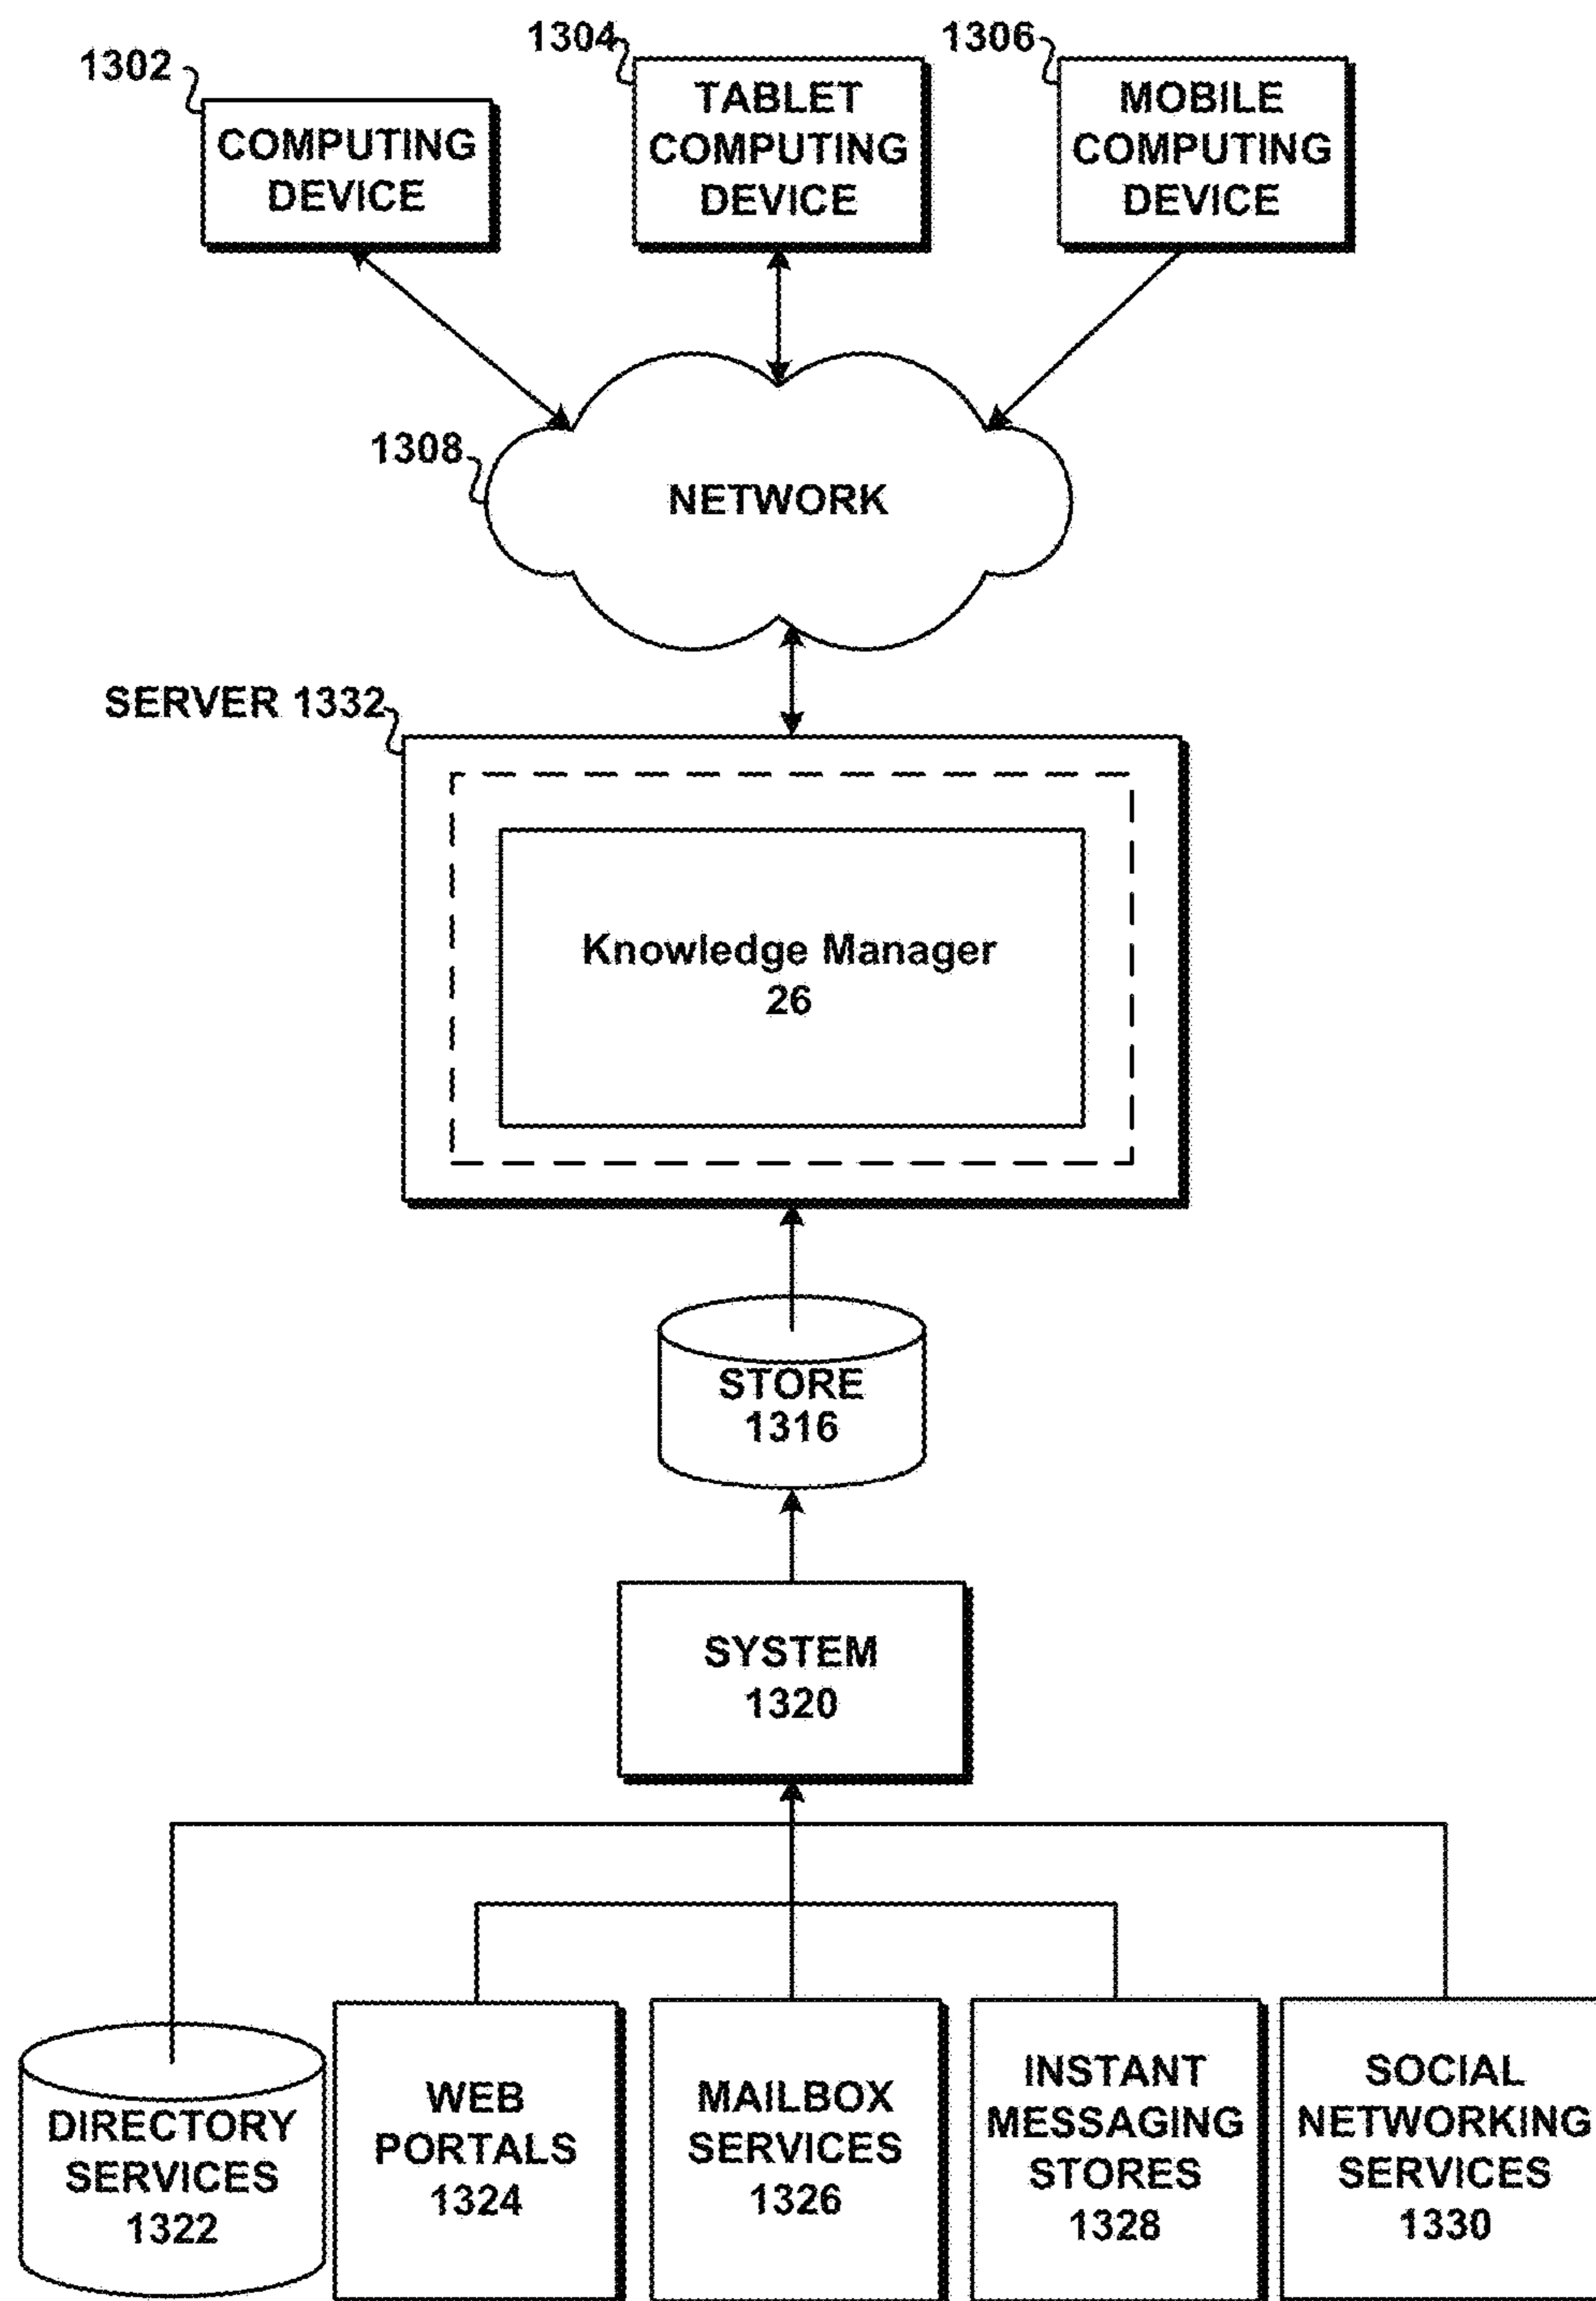 1302
COMPUTING
DEVICE
1304
TABLET
COMPUTING
DEVICE
1306
MOBILE
COMPUTING
DEVICE
1308
NETWORK
SERVER 1332
Knowledge Manager
26
STORE
1316
SYSTEM
1320
DIRECTORY
SERVICES
1322
WEB
PORTALS
1324
MAILBOX
SERVICES
1326
INSTANT
MESSAGING
STORES
1328
SOCIAL
NETWORKING
SERVICES
1330